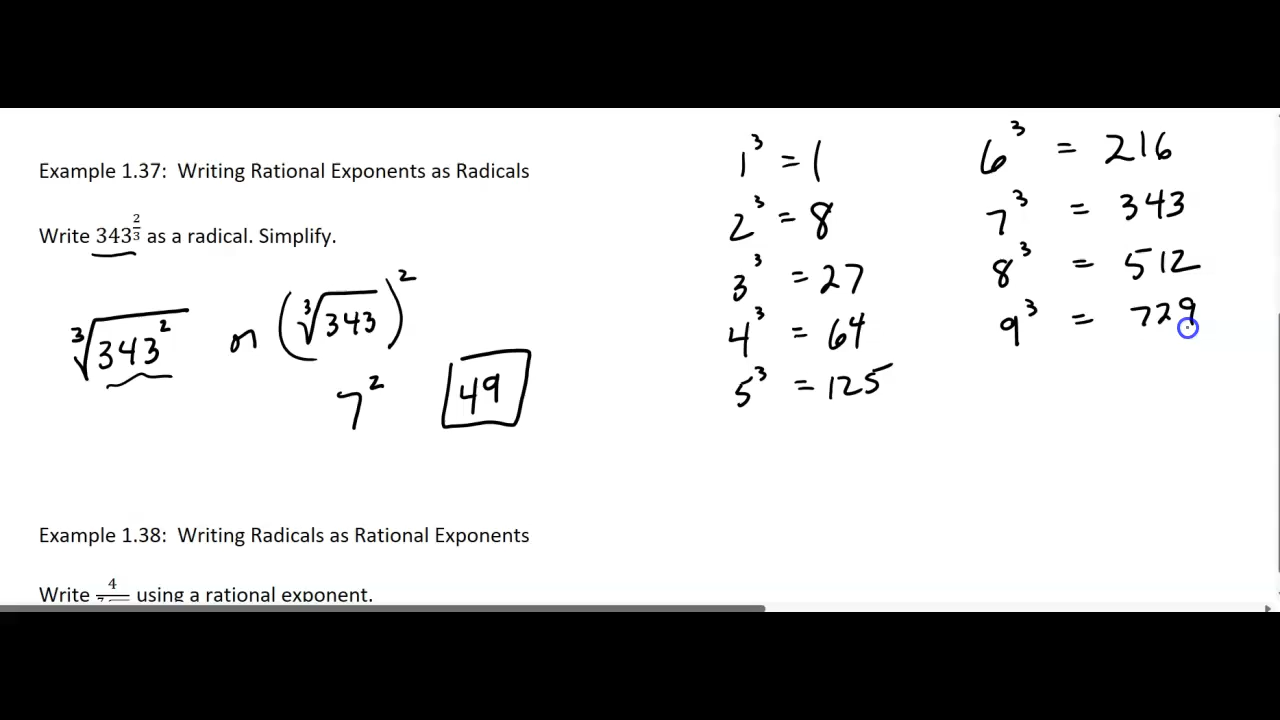 Example 1.37: Writing Rational Exponents as Radicals
Write 343^(2/3) as a radical. Simplify.
∛(343²) or (∛343)²
7² 49
1³ = 1
2³ = 8
3³ = 27
4³ = 64
5³ = 125
6³ = 216
7³ = 343
8³ = 512
9³ = 729
Example 1.38: Writing Radicals as Rational Exponents
Write 4 using a rational exponent.